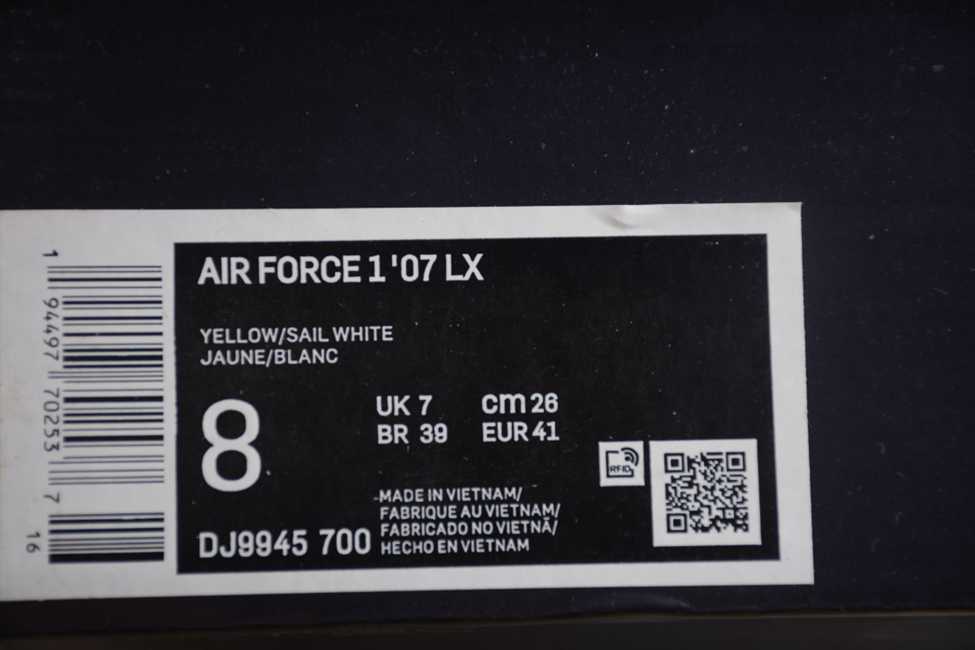 AIR FORCE 1 '07 LX
YELLOW/SAIL WHITE
JAUNE/BLANC
8
UK 7 cm 26
BR 39 EUR 41
RFID
-MADE IN VIETNAM/
FABRIQUE AU VIETNAM/
FABRICADO NO VIETNÃ/
HECHO EN VIETNAM
DJ9945 700
1 94497 70253 7
16